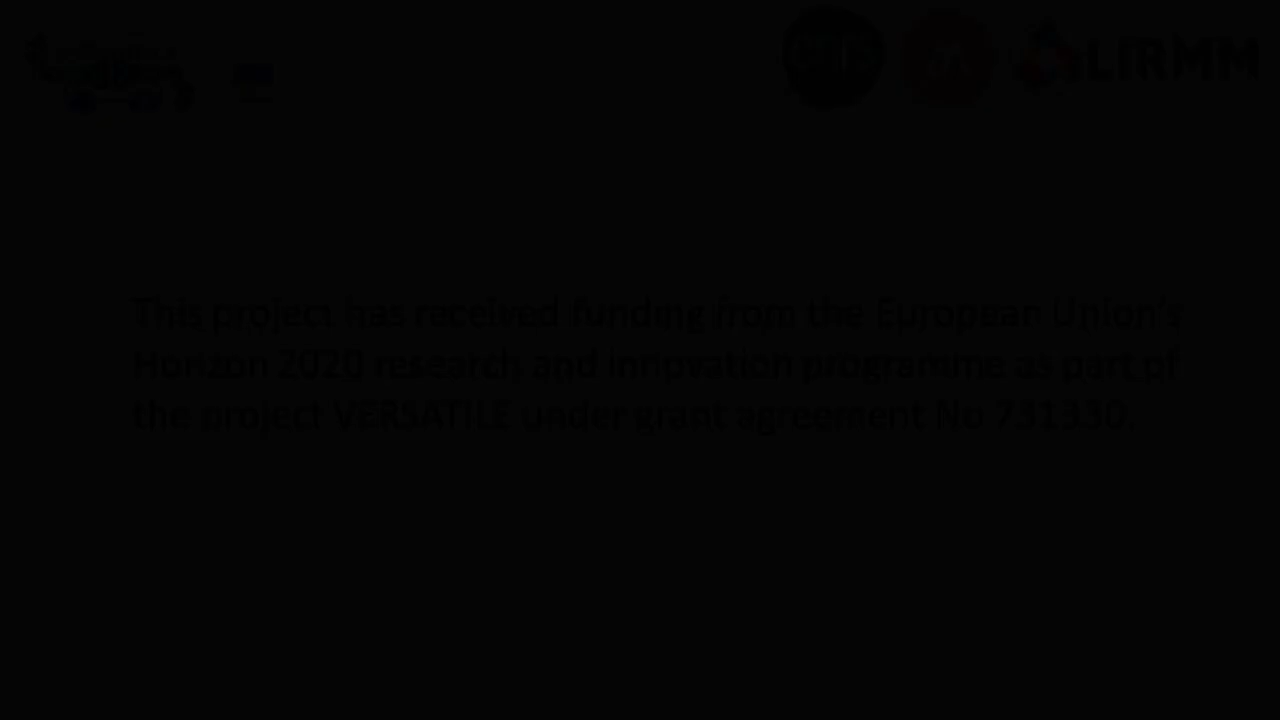 cnrs
LIRMM
This project has received funding from the European Union's
Horizon 2020 research and innovation programme as part of
the project VERSATILE under grant agreement No 731330.